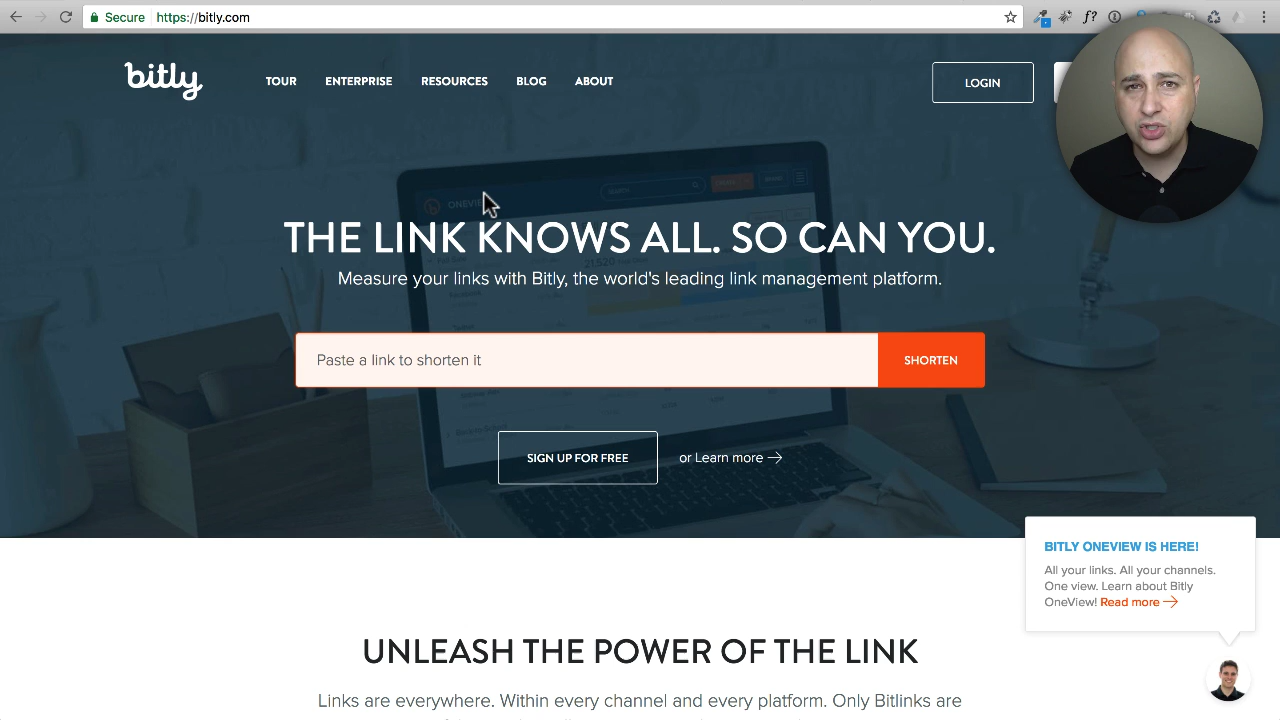 Secure https://bitly.com
f?
bitly
TOUR
ENTERPRISE
RESOURCES
BLOG
ABOUT
LOGIN
ONEVIEW
THE LINK KNOWS ALL. SO CAN YOU.
Measure your links with Bitly, the world's leading link management platform.
Paste a link to shorten it
SHORTEN
SIGN UP FOR FREE
or Learn more →
BITLY ONEVIEW IS HERE!
All your links. All your channels.
One view. Learn about Bitly
OneView! Read more →
UNLEASH THE POWER OF THE LINK
Links are everywhere. Within every channel and every platform. Only Bitlinks are